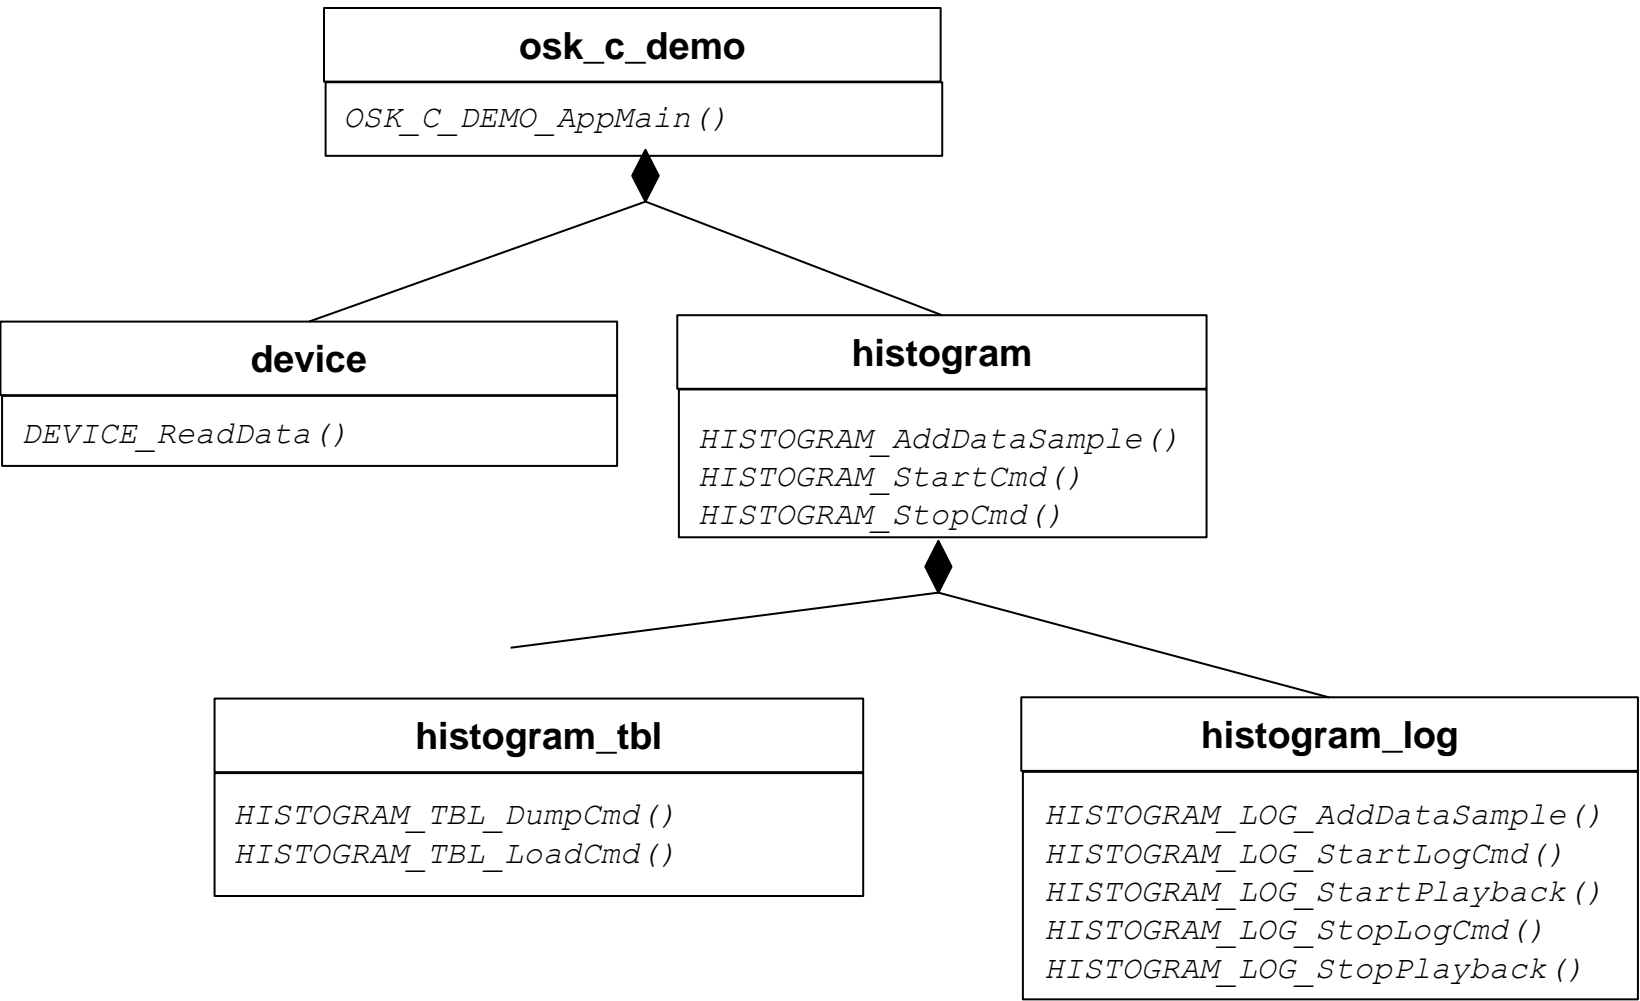 osk_c_demo
OSK_C_DEMO_AppMain()
device
DEVICE_ReadData()
histogram
HISTOGRAM_AddDataSample()
HISTOGRAM_StartCmd()
HISTOGRAM_StopCmd()
histogram_tbl
HISTOGRAM_TBL_DumpCmd()
HISTOGRAM_TBL_LoadCmd()
histogram_log
HISTOGRAM_LOG_AddDataSample()
HISTOGRAM_LOG_StartLogCmd()
HISTOGRAM_LOG_StartPlayback()
HISTOGRAM_LOG_StopLogCmd()
HISTOGRAM_LOG_StopPlayback()